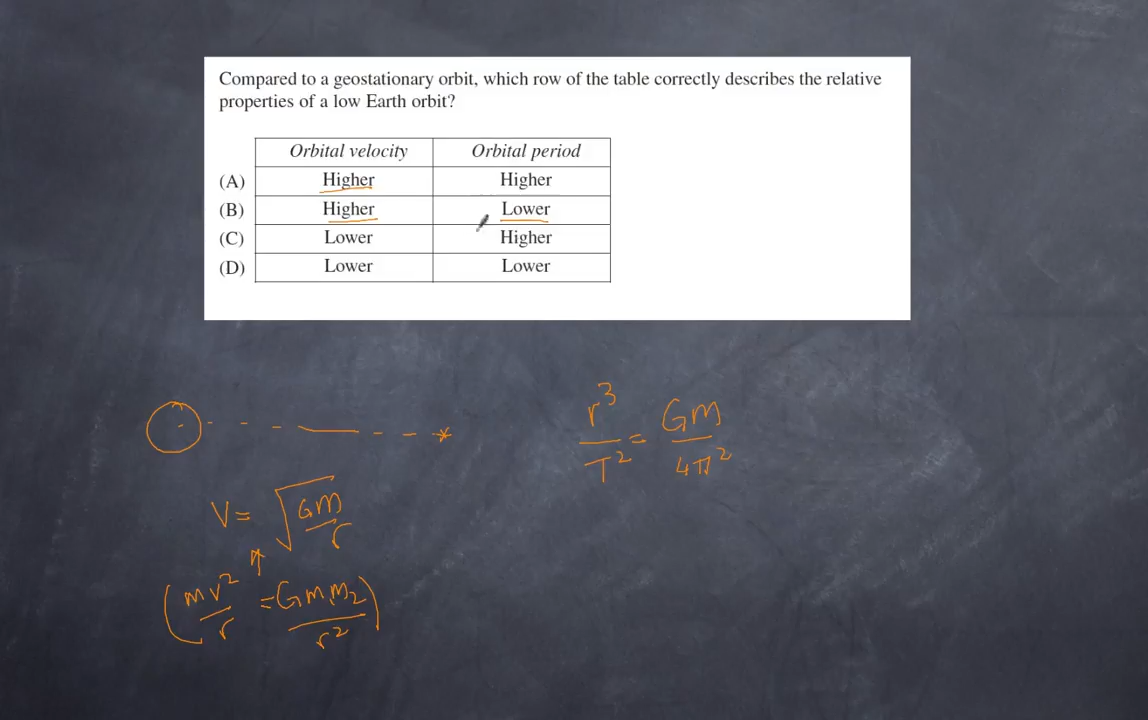 Compared to a geostationary orbit, which row of the table correctly describes the relative
properties of a low Earth orbit?
Orbital velocity Orbital period
(A) Higher Higher
(B) Higher Lower
(C) Lower Higher
(D) Lower Lower
r³/T² = GM/4π²
V = √(GM/r)
(mv²/r = Gm₁m₂/r²)